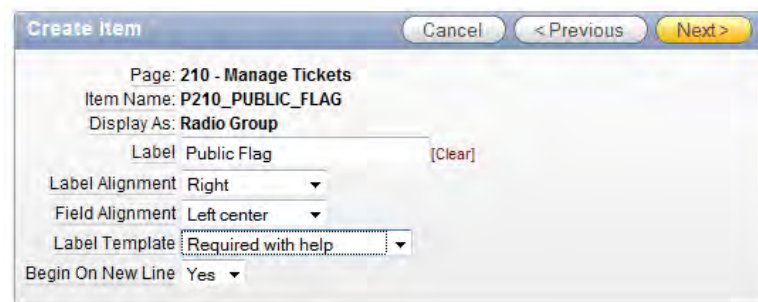 Create Item Cancel < Previous Next >
Page: 210 - Manage Tickets
Item Name: P210_PUBLIC_FLAG
Display As: Radio Group
Label Public Flag [Clear]
Label Alignment Right
Field Alignment Left center
Label Template Required with help
Begin On New Line Yes